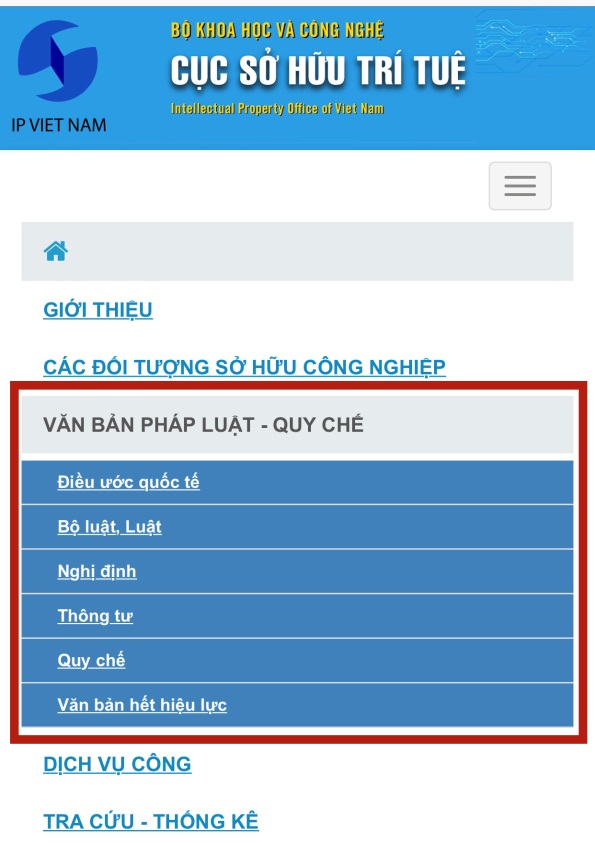 BỘ KHOA HỌC VÀ CÔNG NGHỆ
CỤC SỞ HỮU TRÍ TUỆ
Intellectual Property Office of Viet Nam
IP VIET NAM
GIỚI THIỆU
CÁC ĐỐI TƯỢNG SỞ HỮU CÔNG NGHIỆP
VĂN BẢN PHÁP LUẬT - QUY CHẾ
Điều ước quốc tế
Bộ luật, Luật
Nghị định
Thông tư
Quy chế
Văn bản hết hiệu lực
DỊCH VỤ CÔNG
TRA CỨU - THỐNG KÊ